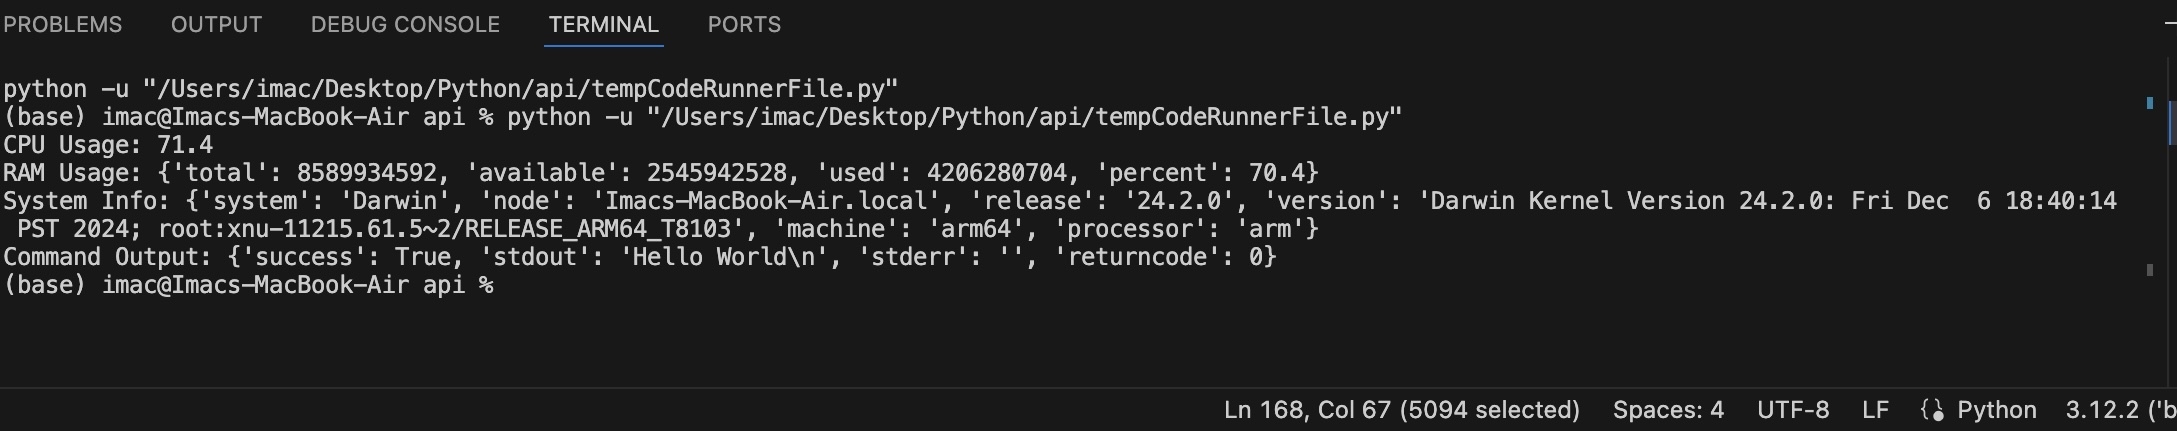 PROBLEMS OUTPUT DEBUG CONSOLE TERMINAL PORTS
python -u "/Users/imac/Desktop/Python/api/tempCodeRunnerFile.py"
(base) imac@Imacs-MacBook-Air api % python -u "/Users/imac/Desktop/Python/api/tempCodeRunnerFile.py"
CPU Usage: 71.4
RAM Usage: {'total': 8589934592, 'available': 2545942528, 'used': 4206280704, 'percent': 70.4}
System Info: {'system': 'Darwin', 'node': 'Imacs-MacBook-Air.local', 'release': '24.2.0', 'version': 'Darwin Kernel Version 24.2.0: Fri Dec  6 18:40:14
 PST 2024; root:xnu-11215.61.5~2/RELEASE_ARM64_T8103', 'machine': 'arm64', 'processor': 'arm'}
Command Output: {'success': True, 'stdout': 'Hello World\n', 'stderr': '', 'returncode': 0}
(base) imac@Imacs-MacBook-Air api %
Ln 168, Col 67 (5094 selected) Spaces: 4 UTF-8 LF Python 3.12.2 ('b